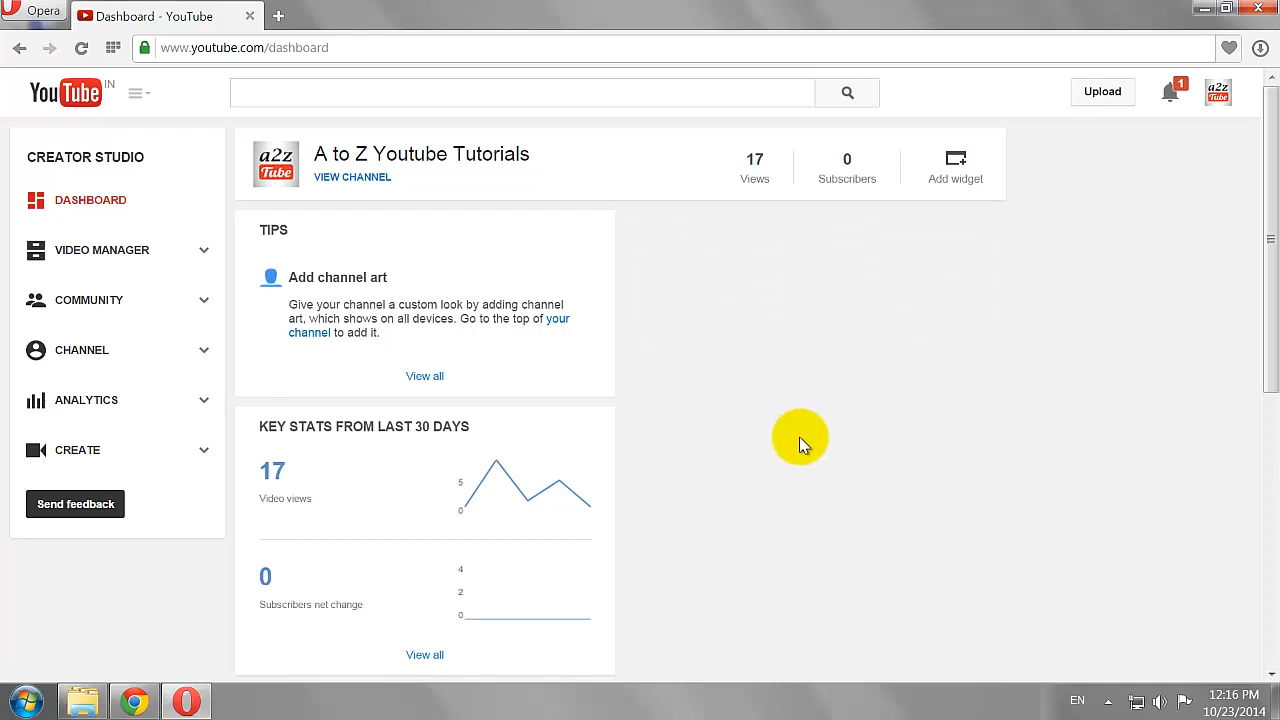 Opera
Dashboard - YouTube
www.youtube.com/dashboard
YouTube IN
Upload
1
a2z
Tube
CREATOR STUDIO
DASHBOARD
VIDEO MANAGER
COMMUNITY
CHANNEL
ANALYTICS
CREATE
Send feedback
a2z
Tube
A to Z Youtube Tutorials
VIEW CHANNEL
17
Views
0
Subscribers
Add widget
TIPS
Add channel art
Give your channel a custom look by adding channel
art, which shows on all devices. Go to the top of your
channel to add it.
View all
KEY STATS FROM LAST 30 DAYS
17
Video views
5
0
0
Subscribers net change
4
2
0
View all
EN
12:16 PM
10/23/2014